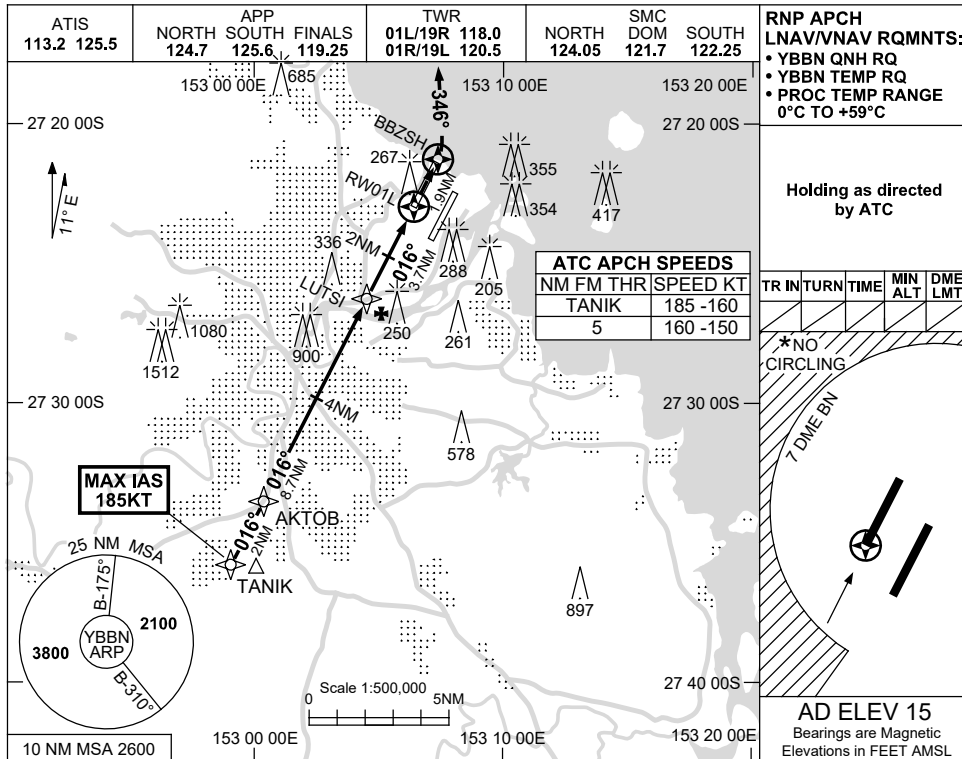 ATIS
113.2 125.5
APP
NORTH SOUTH FINALS
124.7 125.6 119.25
TWR
01L/19R 118.0
01R/19L 120.5
SMC
NORTH DOM SOUTH
124.05 121.7 122.25
RNP APCH
LNAV/VNAV RQMNTS:
• YBBN QNH RQ
• YBBN TEMP RQ
• PROC TEMP RANGE
0°C TO +59°C
Holding as directed
by ATC
TR IN TURN TIME MIN ALT DME LMT
*NO
CIRCLING
7 DME BN
AD ELEV 15
Bearings are Magnetic
Elevations in FEET AMSL
685
153 00 00E
153 10 00E
153 20 00E
27 20 00S
27 20 00S
346°
BBZSH
267
355
RW01L
1.9NM
354
417
11° E
336
2NM
016°
3.7NM
288
205
LUTSI
250
261
1080
1512
900
ATC APCH SPEEDS
NM FM THR SPEED KT
TANIK 185 -160
5 160 -150
27 30 00S
27 30 00S
4NM
578
MAX IAS
185KT
016°
8.7NM
AKTOB
016°
2NM
TANIK
897
25 NM MSA
B-175°
YBBN
ARP
2100
3800
B-310°
10 NM MSA 2600
Scale 1:500,000
0 5NM
27 40 00S
153 00 00E
153 10 00E
153 20 00E